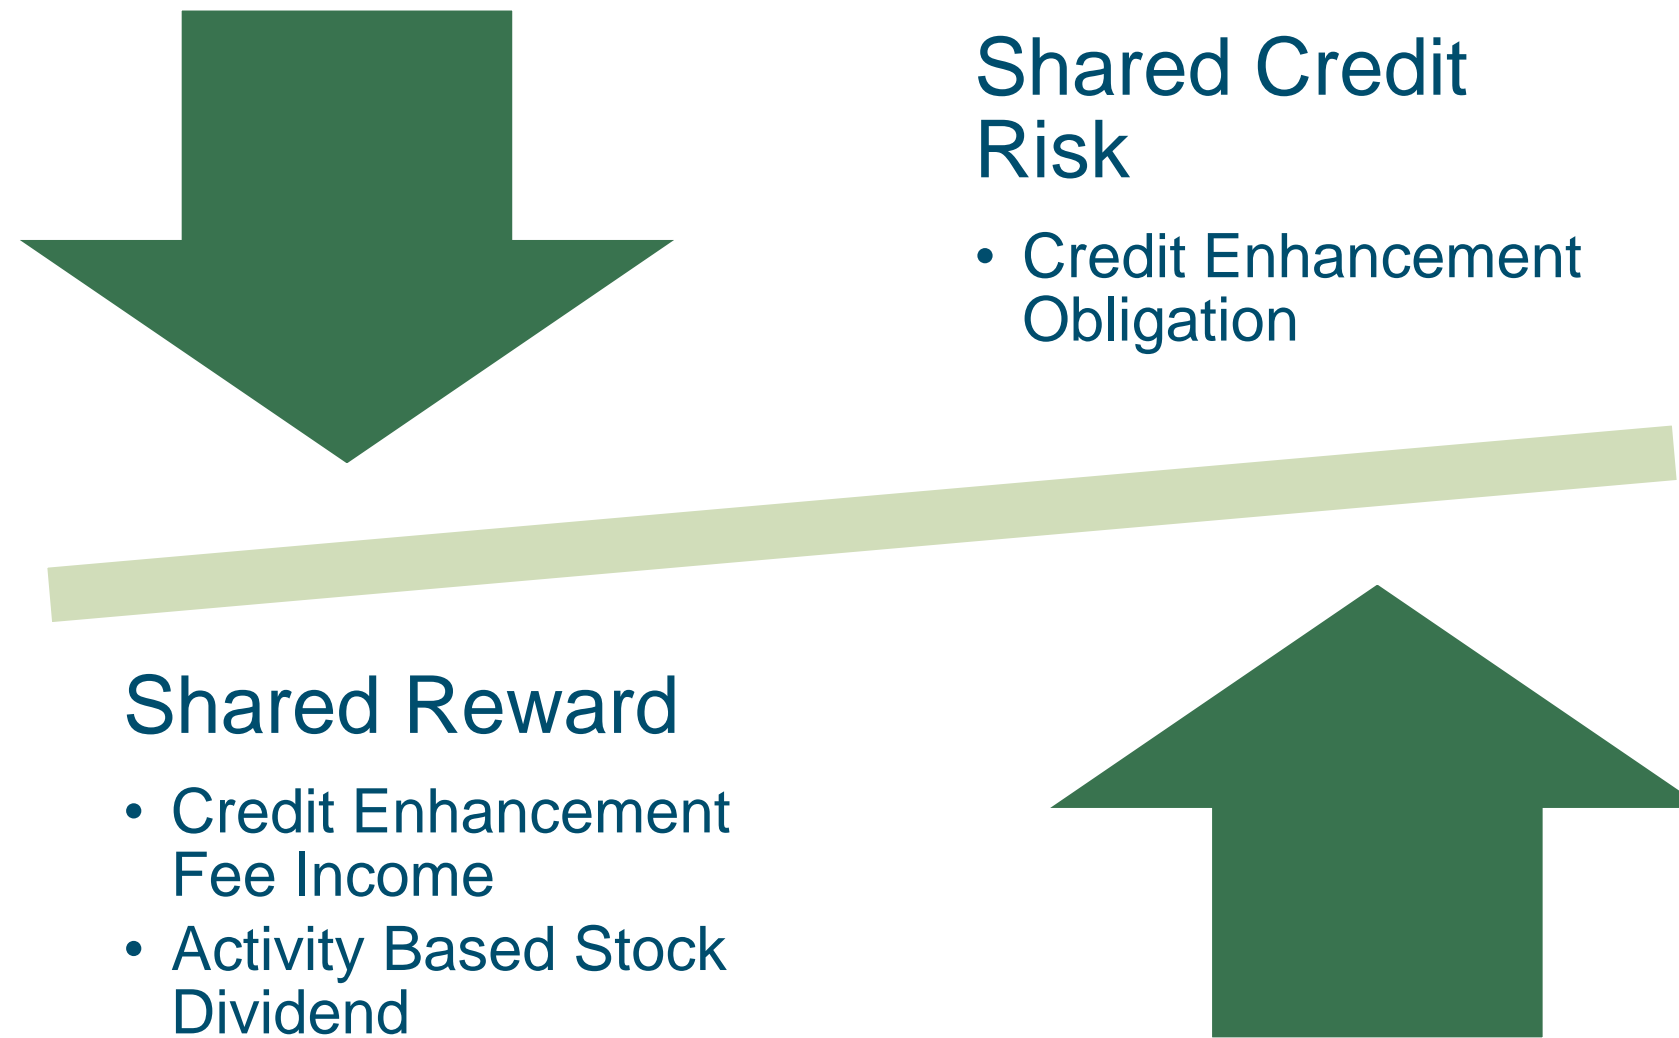 Shared Credit
Risk
• Credit Enhancement
Obligation
Shared Reward
• Credit Enhancement
Fee Income
• Activity Based Stock
Dividend